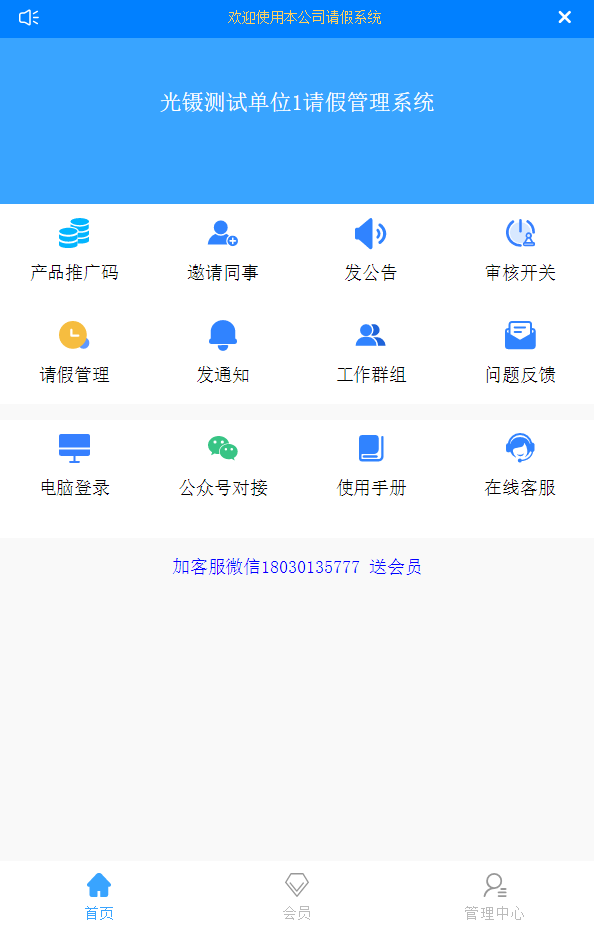 欢迎使用本公司请假系统
光镊测试单位1请假管理系统
产品推广码 邀请同事 发公告 审核开关
请假管理 发通知 工作群组 问题反馈
电脑登录 公众号对接 使用手册 在线客服
加客服微信18030135777 送会员
首页 会员 管理中心